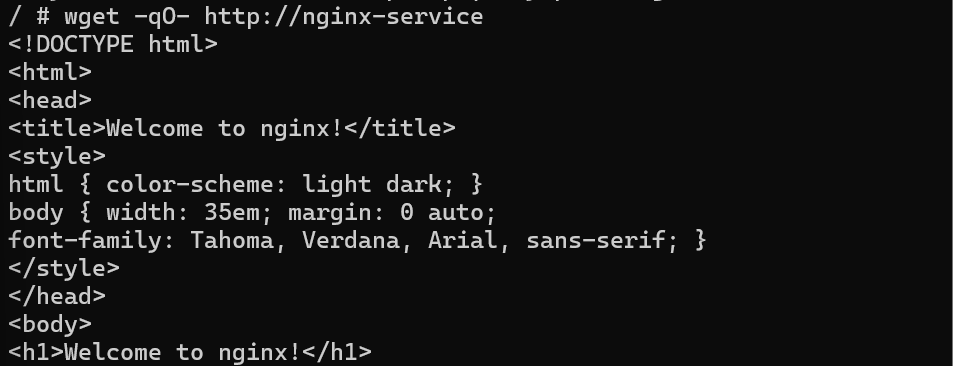 / # wget -qO- http://nginx-service
<!DOCTYPE html>
<html>
<head>
<title>Welcome to nginx!</title>
<style>
html { color-scheme: light dark; }
body { width: 35em; margin: 0 auto;
font-family: Tahoma, Verdana, Arial, sans-serif; }
</style>
</head>
<body>
<h1>Welcome to nginx!</h1>